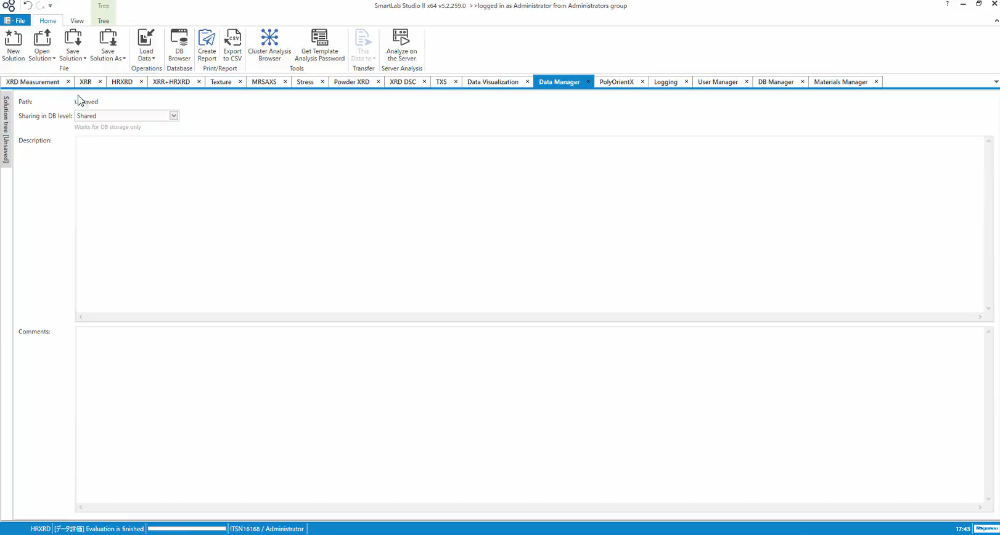 Tree
SmartLab Studio II x64 v5.2.259.0 >>logged in as Administrator from Administrators group
?
File Home View Tree
New Solution
Open Solution
Save Solution
Save Solution As
Load Data
DB Browser
Create Report
Export to CSV
Cluster Analysis Browser
Get Template Analysis Password
This Data to
Analyze on the Server
CSV
File Operations Database Print/Report Tools Transfer Server Analysis
XRD Measurement XRR HRXRD XRR+HRXRD Texture MRSAXS Stress Powder XRD XRD DSC TXS Data Visualization Data Manager PolyOrientX Logging User Manager DB Manager Materials Manager
Solution tree [Unsaved]
Path:
Sharing in DB level: Shared
Works for DB storage only
Description:
Comments:
HRXRD [データ評価] Evaluation is finished ITSN16168 / Administrator 17:43 Rigaku